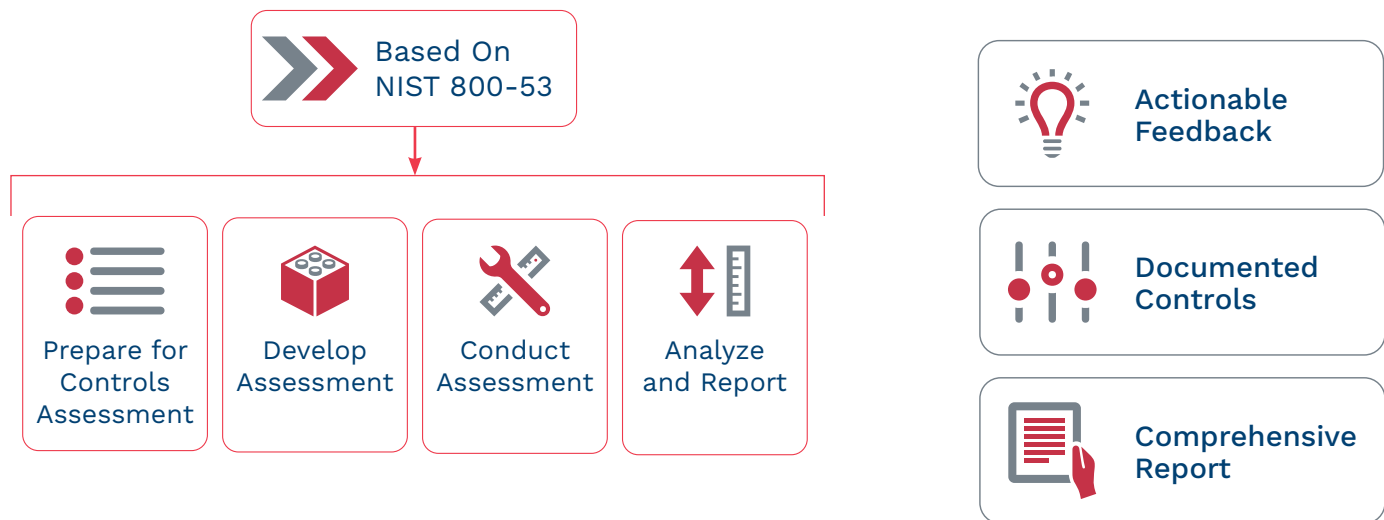 Based On
NIST 800-53
Prepare for
Controls
Assessment
Develop
Assessment
Conduct
Assessment
Analyze
and Report
Actionable
Feedback
Documented
Controls
Comprehensive
Report